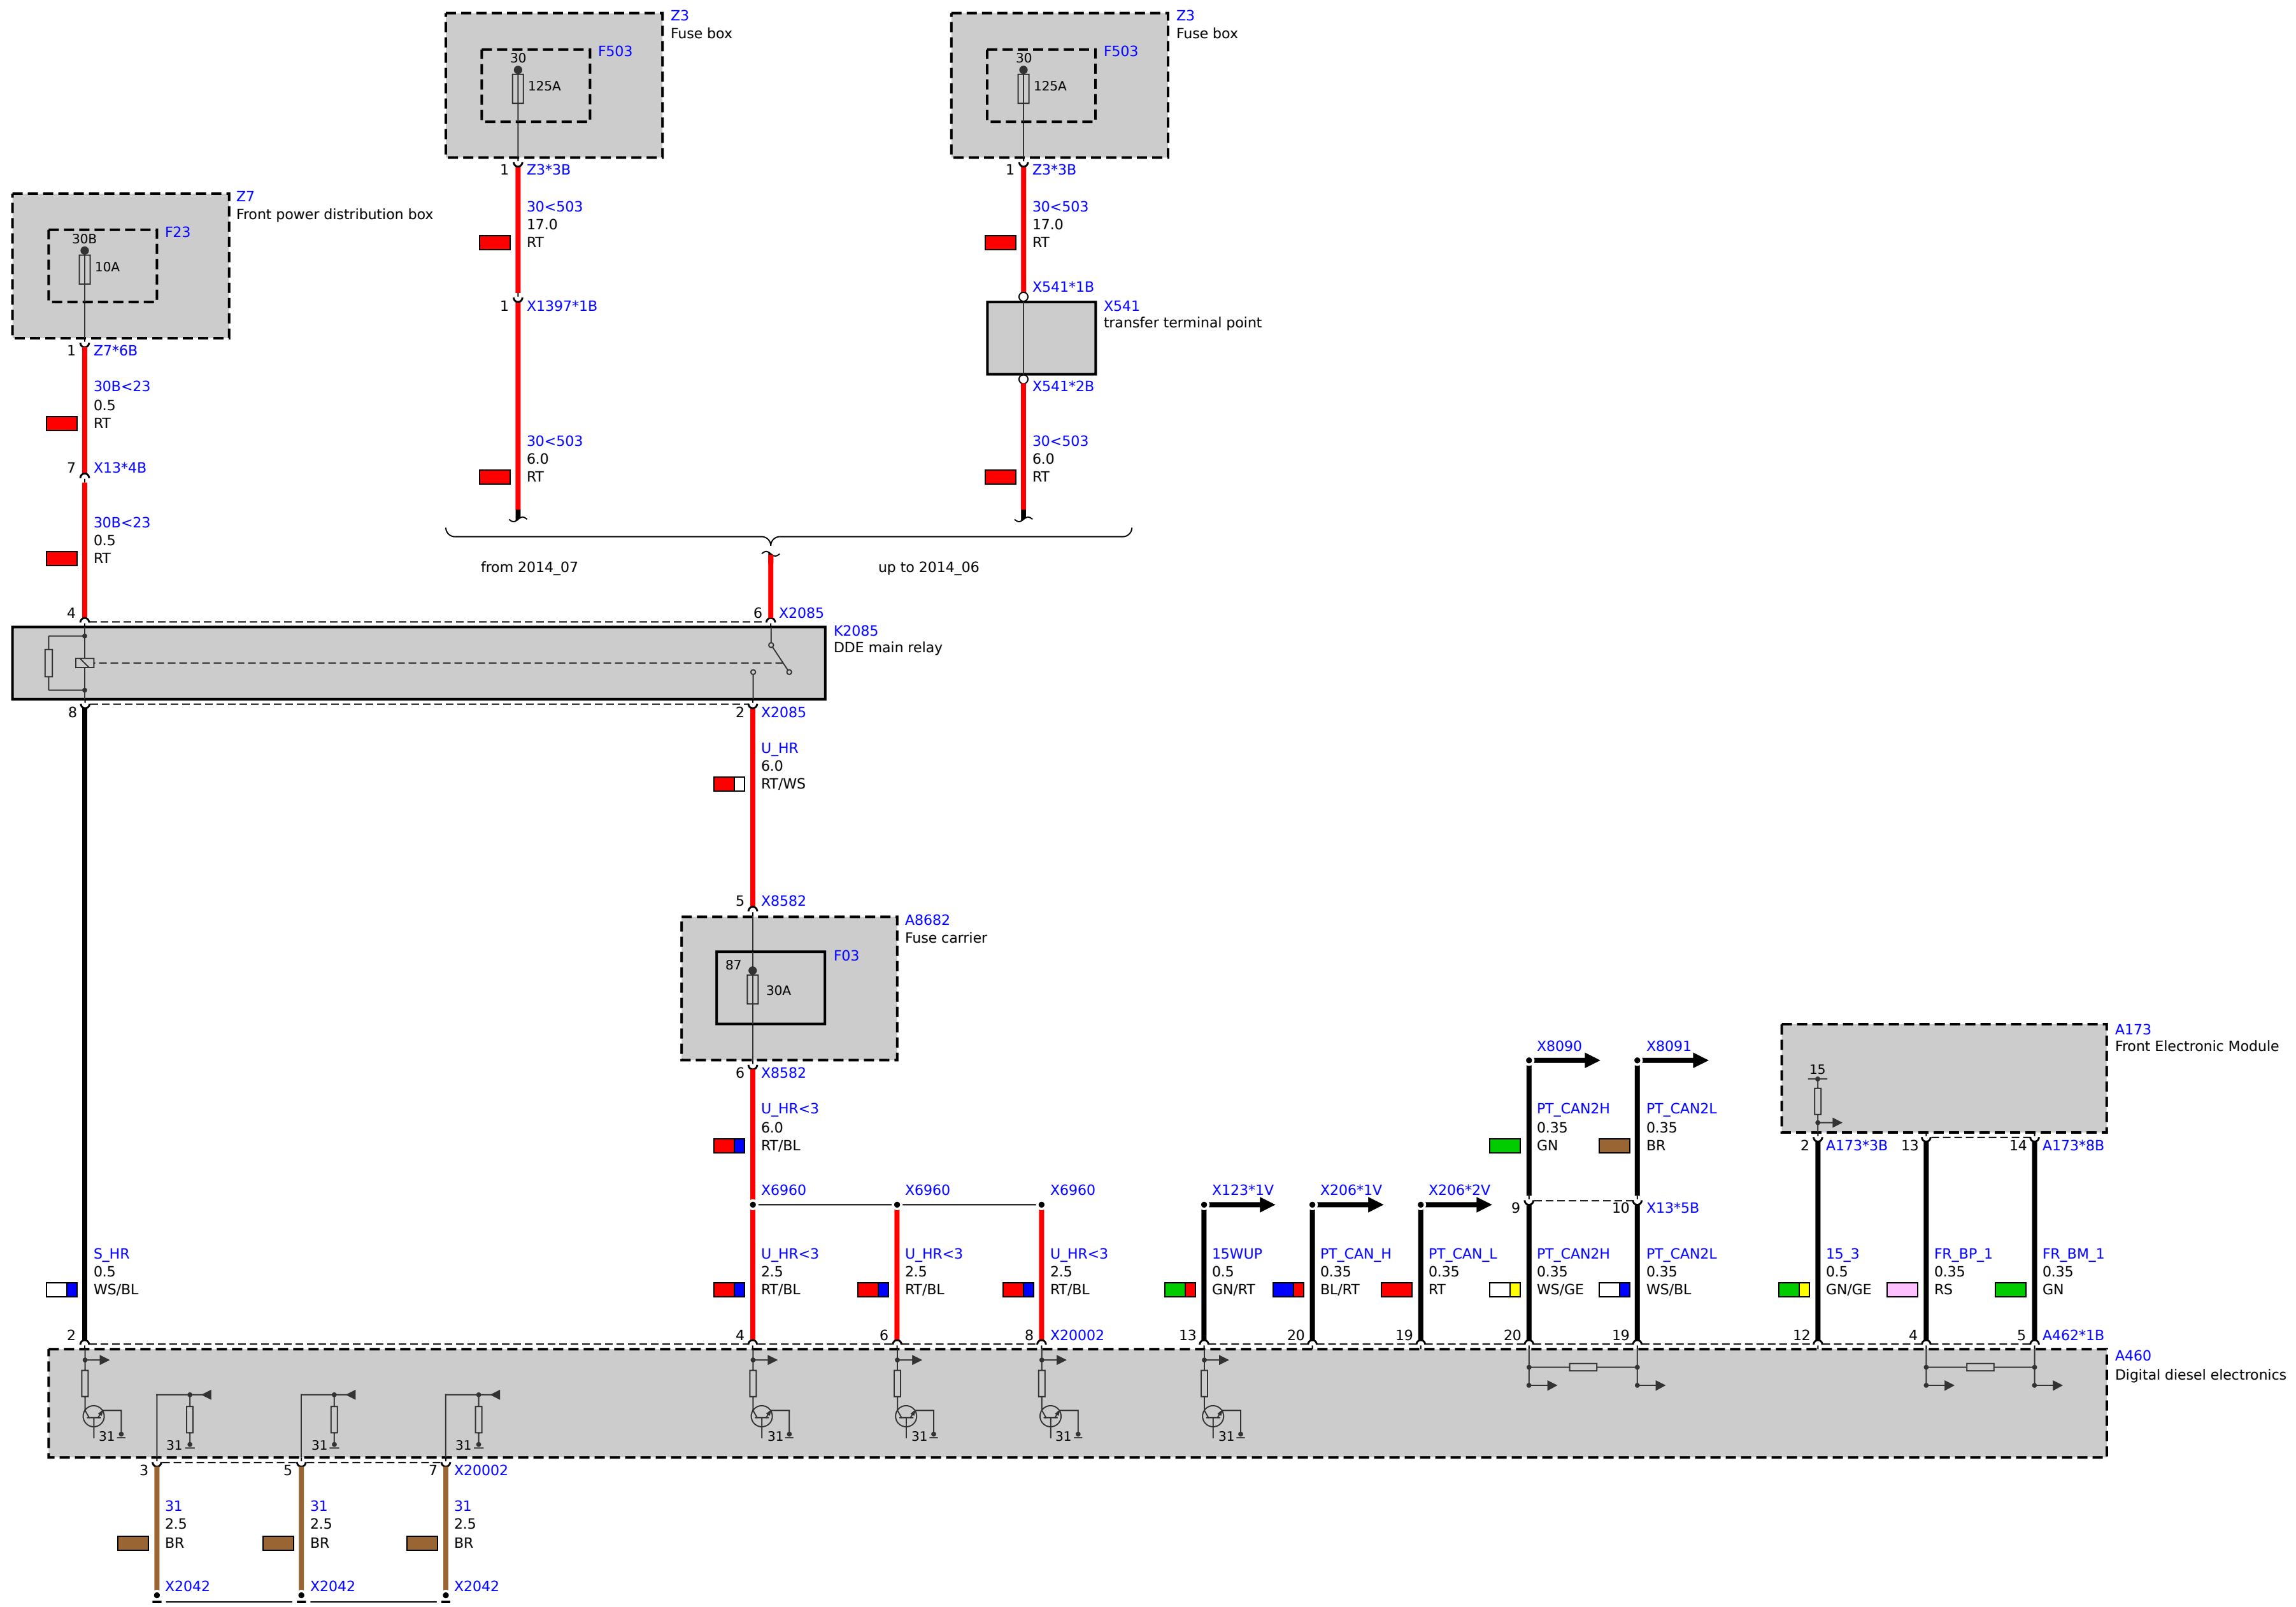 Z3
Fuse box
F503
30
125A
1
Z3*3B
30<503
17.0
RT
1
X1397*1B
30<503
6.0
RT
Z3
Fuse box
F503
30
125A
1
Z3*3B
30<503
17.0
RT
X541*1B
X541
transfer terminal point
X541*2B
30<503
6.0
RT
from 2014_07
up to 2014_06
Z7
Front power distribution box
F23
30B
10A
1
Z7*6B
30B<23
0.5
RT
7
X13*4B
30B<23
0.5
RT
4
6
X2085
K2085
DDE main relay
8
2
X2085
U_HR
6.0
RT/WS
5
X8582
A8682
Fuse carrier
F03
87
30A
6
X8582
U_HR<3
6.0
RT/BL
X6960
X6960
X6960
S_HR
0.5
WS/BL
2
U_HR<3
2.5
RT/BL
4
U_HR<3
2.5
RT/BL
6
U_HR<3
2.5
RT/BL
8
X20002
X123*1V
15WUP
0.5
GN/RT
13
X206*1V
PT_CAN_H
0.35
BL/RT
20
X206*2V
PT_CAN_L
0.35
RT
19
X8090
PT_CAN2H
0.35
GN
9
PT_CAN2H
0.35
WS/GE
20
X8091
PT_CAN2L
0.35
BR
10
X13*5B
PT_CAN2L
0.35
WS/BL
19
A173
Front Electronic Module
15
2
A173*3B
13
14
A173*8B
15_3
0.5
GN/GE
12
FR_BP_1
0.35
RS
4
FR_BM_1
0.35
GN
5
A462*1B
A460
Digital diesel electronics
31
31
31
31
31
31
31
31
3
5
7
X20002
31
2.5
BR
X2042
31
2.5
BR
X2042
31
2.5
BR
X2042